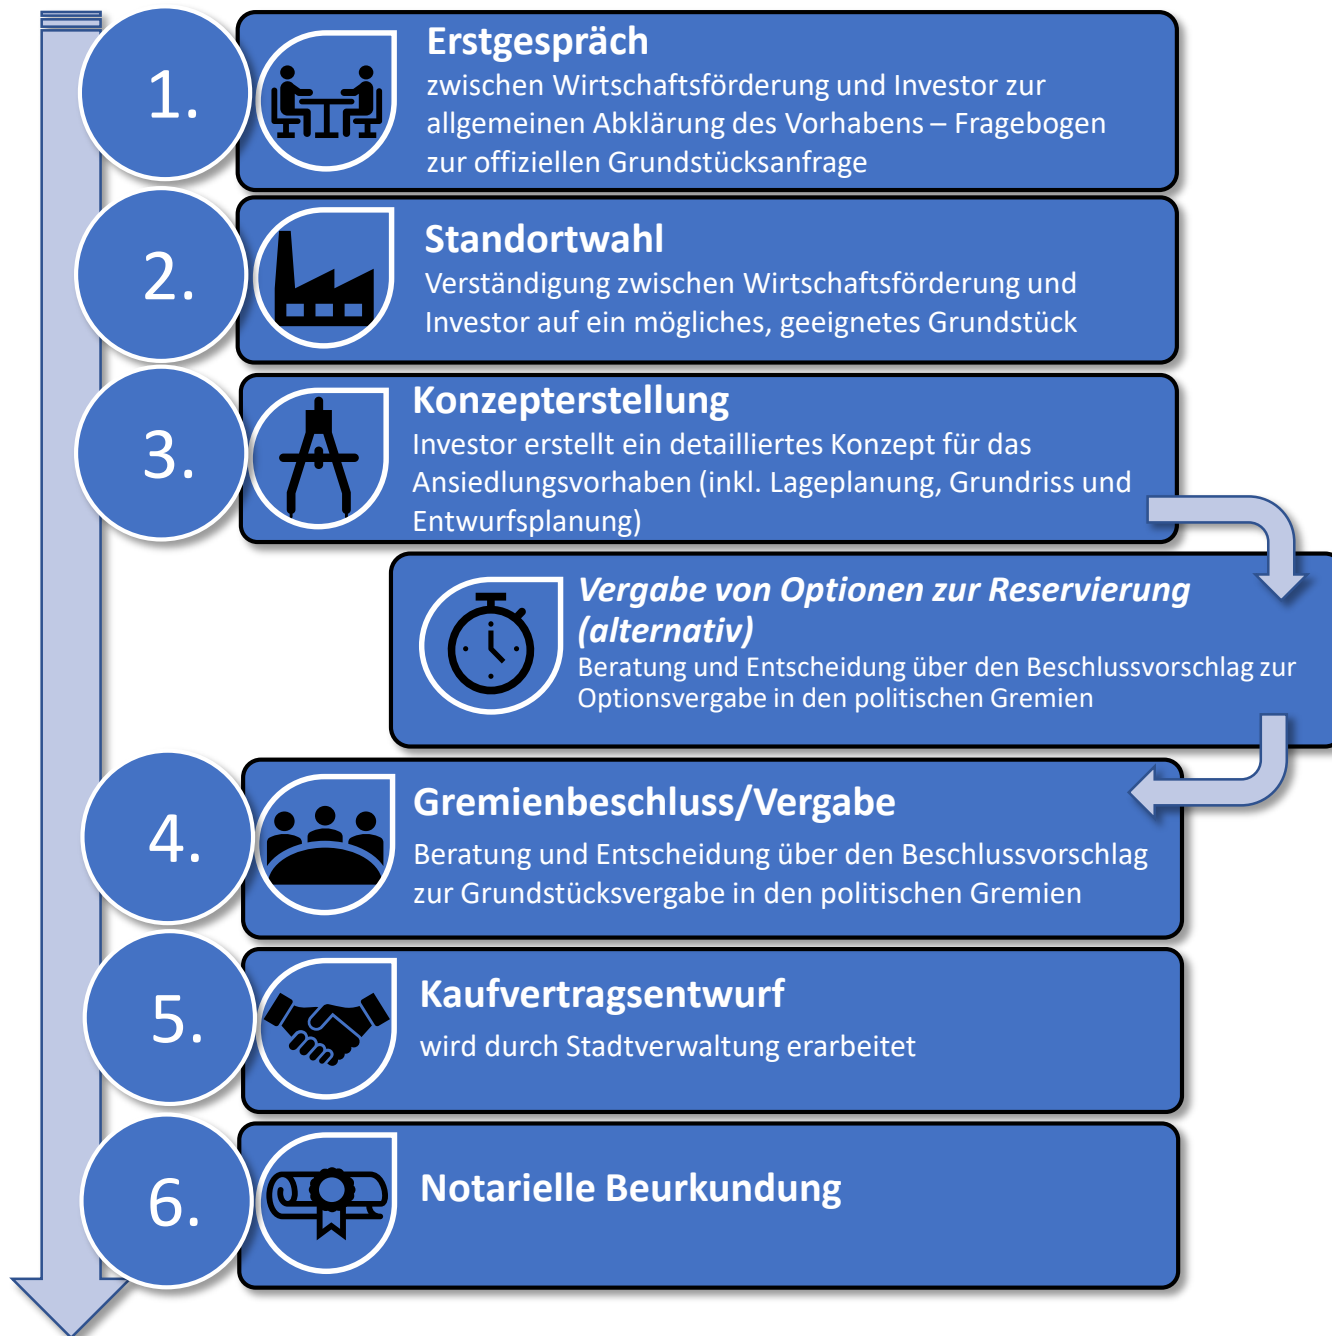 1.
Erstgespräch
zwischen Wirtschaftsförderung und Investor zur
allgemeinen Abklärung des Vorhabens – Fragebogen
zur offiziellen Grundstücksanfrage
2.
Standortwahl
Verständigung zwischen Wirtschaftsförderung und
Investor auf ein mögliches, geeignetes Grundstück
3.
Konzepterstellung
Investor erstellt ein detailliertes Konzept für das
Ansiedlungsvorhaben (inkl. Lageplanung, Grundriss und
Entwurfsplanung)
Vergabe von Optionen zur Reservierung
(alternativ)
Beratung und Entscheidung über den Beschlussvorschlag zur
Optionsvergabe in den politischen Gremien
4.
Gremienbeschluss/Vergabe
Beratung und Entscheidung über den Beschlussvorschlag
zur Grundstücksvergabe in den politischen Gremien
5.
Kaufvertragsentwurf
wird durch Stadtverwaltung erarbeitet
6.
Notarielle Beurkundung